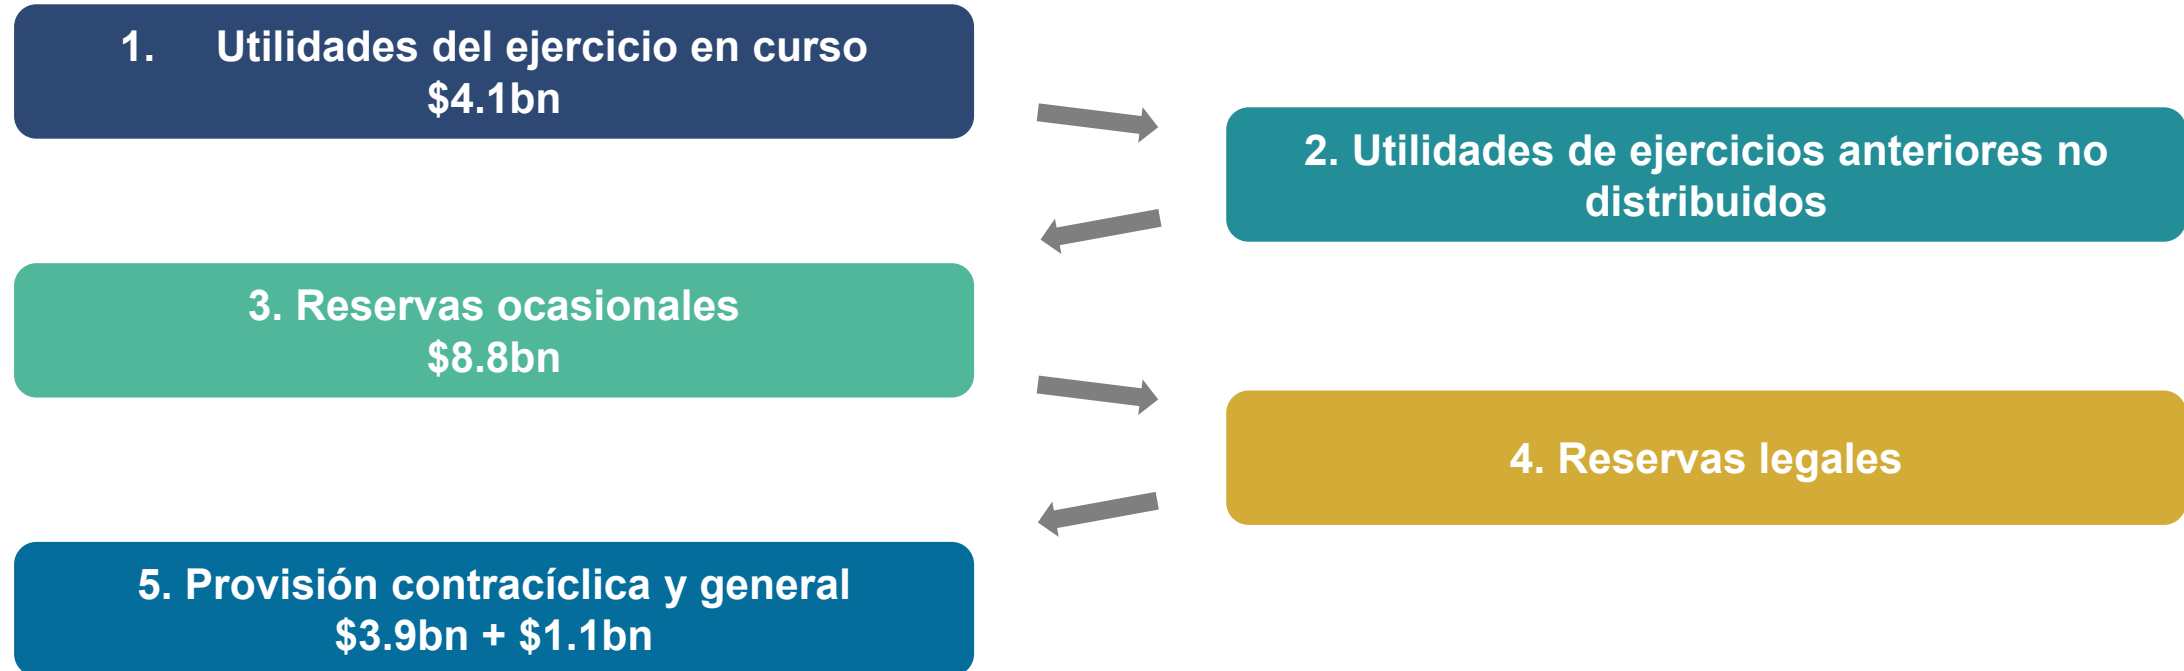 1. Utilidades del ejercicio en curso
$4.1bn
2. Utilidades de ejercicios anteriores no
distribuidos
3. Reservas ocasionales
$8.8bn
4. Reservas legales
5. Provisión contracíclica y general
$3.9bn + $1.1bn